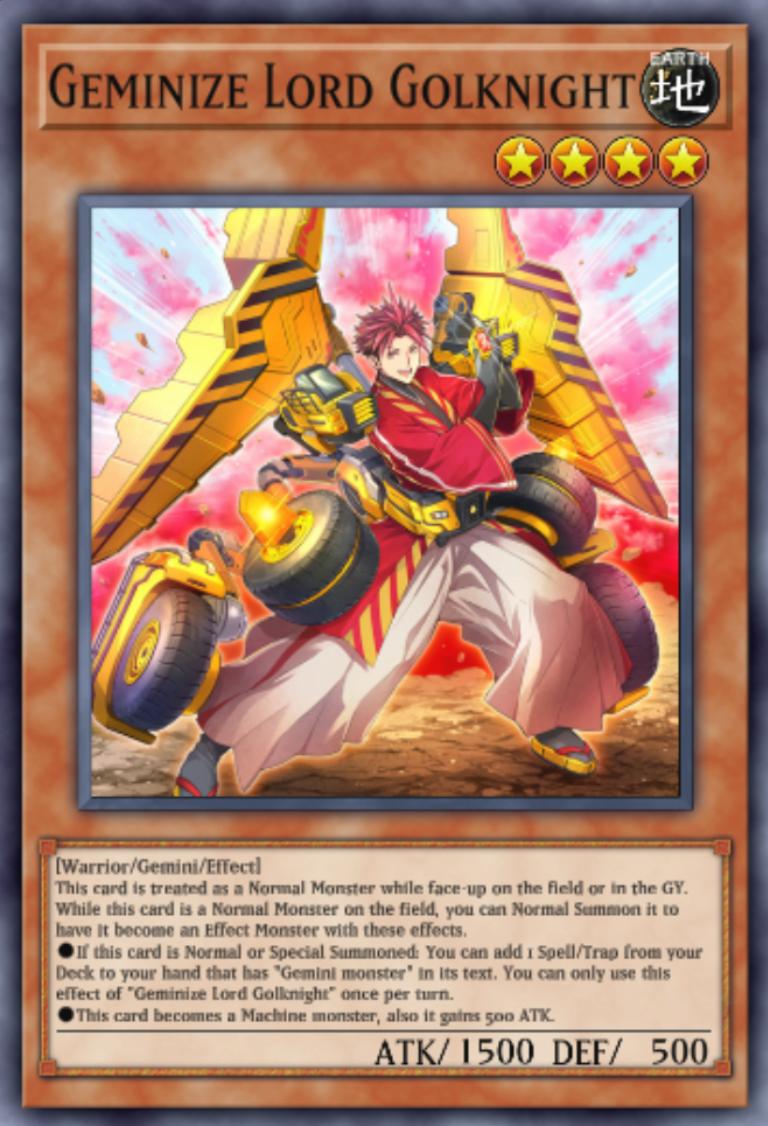 Geminize Lord Golknight
EARTH
地
[Warrior/Gemini/Effect]
This card is treated as a Normal Monster while face-up on the field or in the GY.
While this card is a Normal Monster on the field, you can Normal Summon it to
have it become an Effect Monster with these effects.
●If this card is Normal or Special Summoned: You can add 1 Spell/Trap from your
Deck to your hand that has "Gemini monster" in its text. You can only use this
effect of "Geminize Lord Golknight" once per turn.
●This card becomes a Machine monster, also it gains 500 ATK.
ATK/ 1500 DEF/ 500